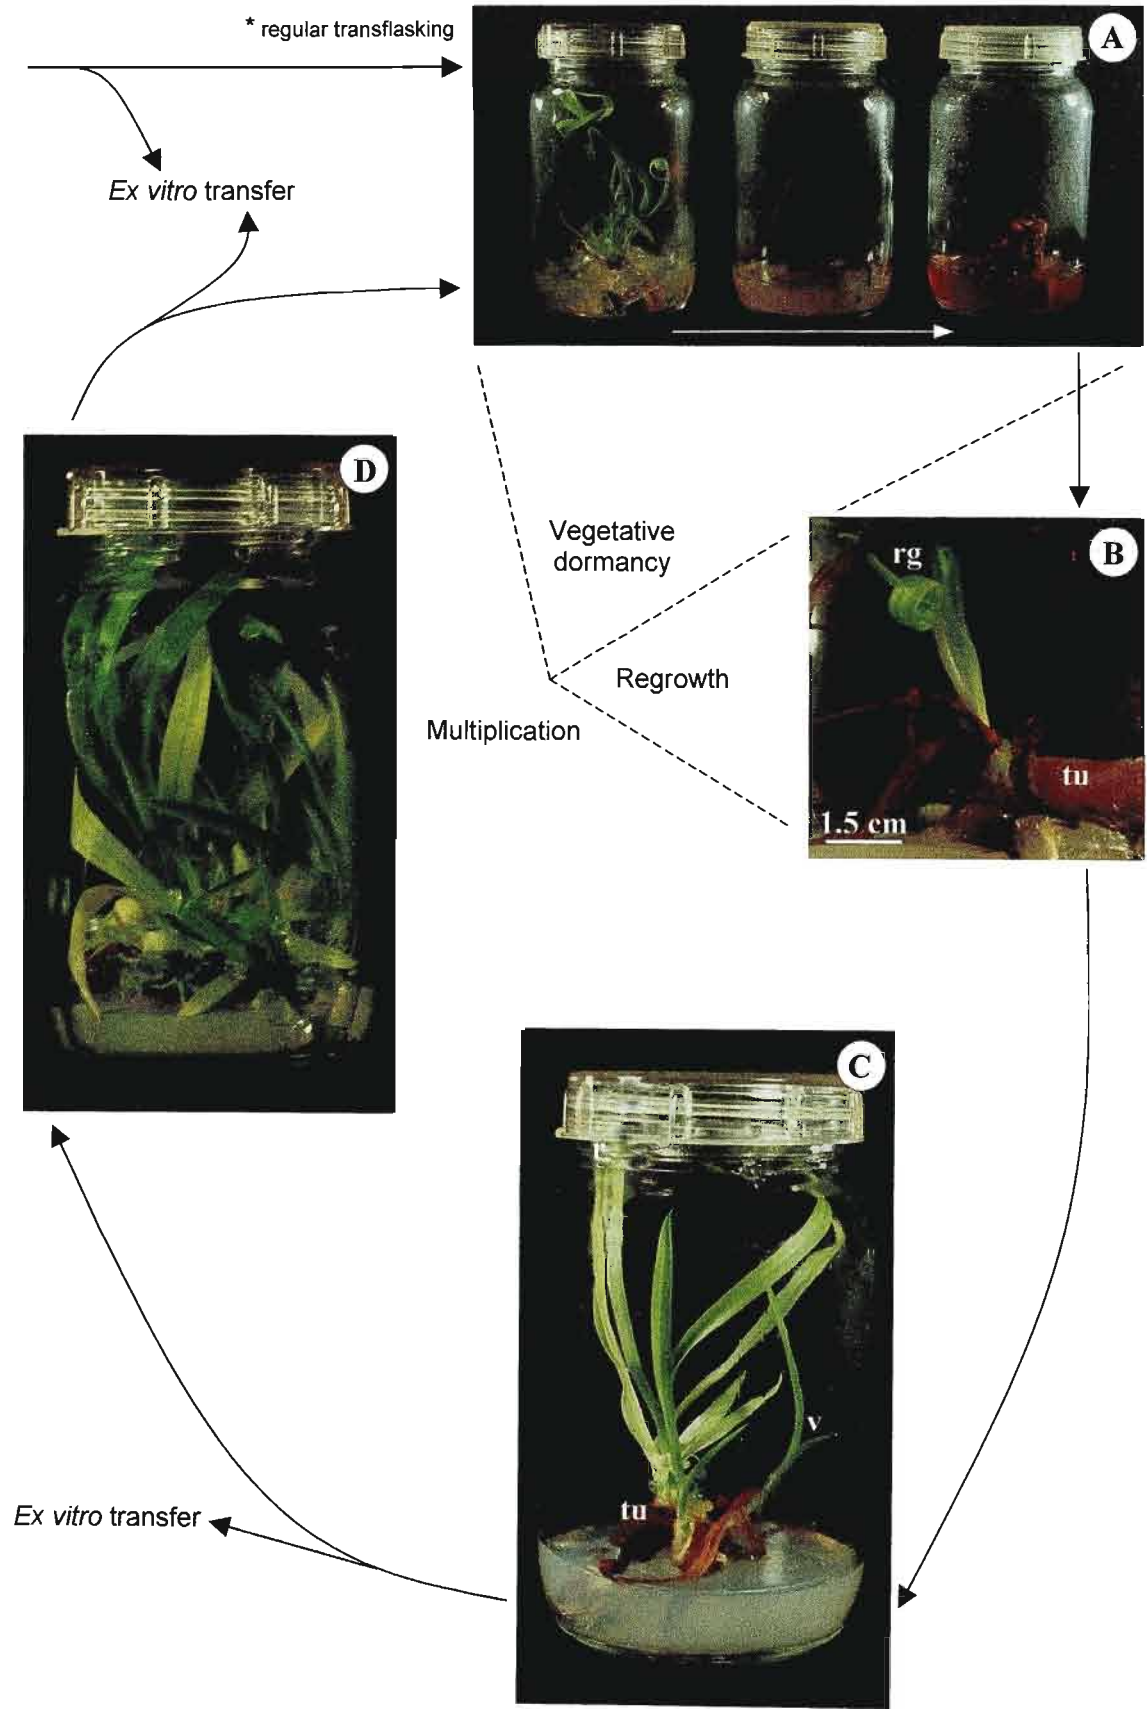 * regular transflasking
A
Ex vitro transfer
D
Vegetative
dormancy
rg
B
Regrowth
Multiplication
tu
1.5 cm
C
v
tu
Ex vitro transfer